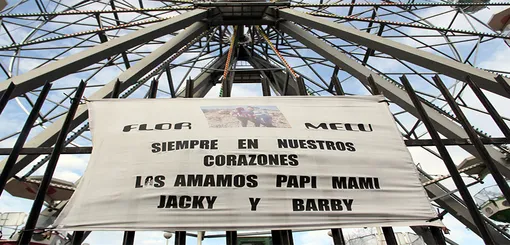 FLOR MECU
SIEMPRE EN NUESTROS
CORAZONES
LOS AMAMOS PAPI MAMI
JACKY Y BARBY